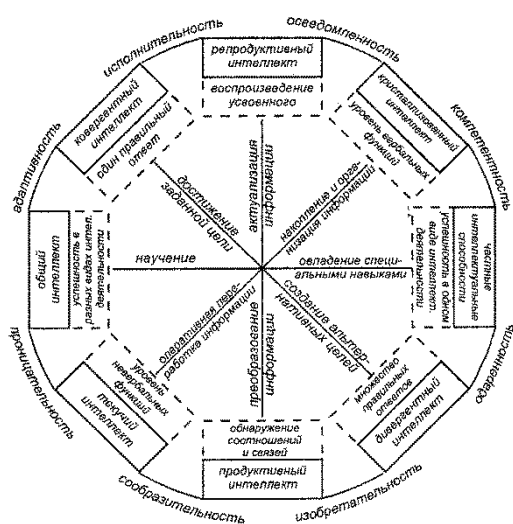 осведомленность
репродуктивный
интеллект
воспроизведение
усвоенного
актуализация
информации
кристаллизованный
интеллект
уровень вербальных
функций
накопление и орга-
низация информации
компетентность
частные
интеллектуальные
способности
успешность в одном
виде интеллект.
деятельности
овладение специ-
альными навыками
одаренность
дивергентный
интеллект
множество
правильных
ответов
создание альтер-
нативных целей
изобретательность
продуктивный
интеллект
обнаружение
соотношений
и связей
преобразование
информации
сообразительность
текучий
интеллект
уровень
невербальных
функций
оперативная пере-
работка информации
проницательность
общий
интеллект
успешность в
разных видах интел.
деятельности
научение
адаптивность
ковергентный
интеллект
один правильный
ответ
достижение
заданной цели
исполнительность